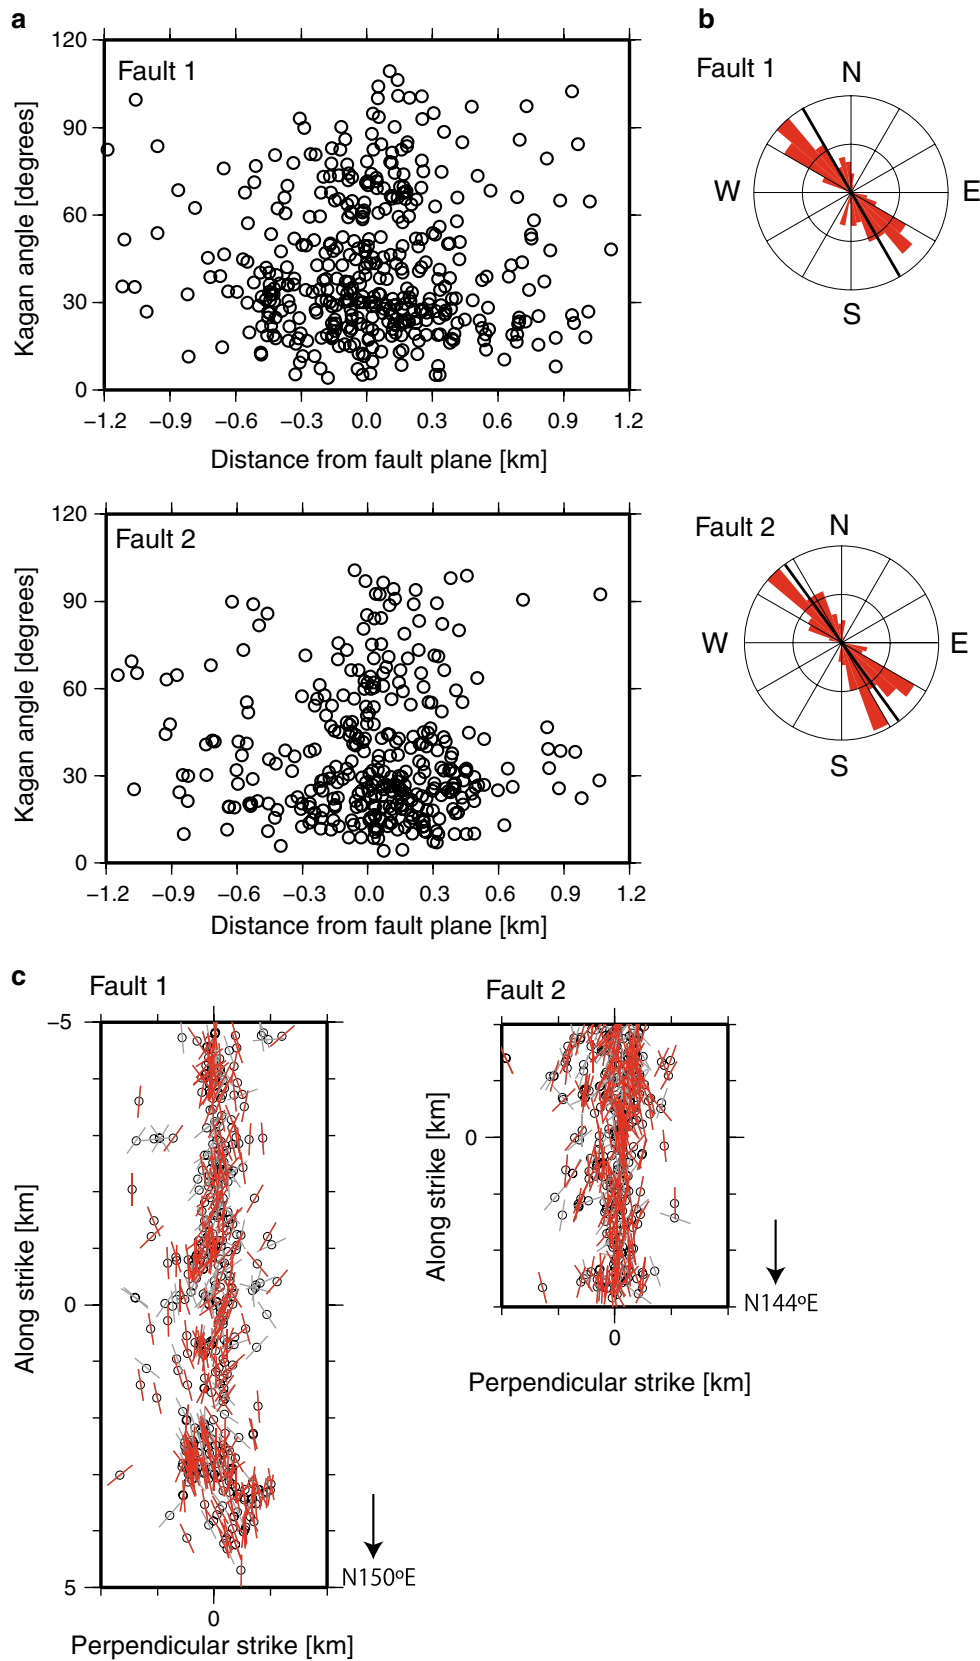 a
Fault 1
Kagan angle [degrees]
120
90
60
30
0
−1.2 −0.9 −0.6 −0.3 0.0 0.3 0.6 0.9 1.2
Distance from fault plane [km]
b
Fault 1
N
W E
S
Fault 2
Kagan angle [degrees]
120
90
60
30
0
−1.2 −0.9 −0.6 −0.3 0.0 0.3 0.6 0.9 1.2
Distance from fault plane [km]
Fault 2
N
W E
S
c
Fault 1
−5
0
5
Along strike [km]
0
Perpendicular strike [km]
N150ºE
Fault 2
Along strike [km]
0
0
Perpendicular strike [km]
N144ºE